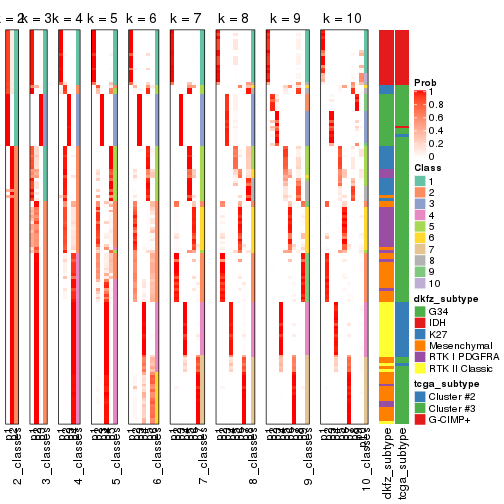 k = 2
k = 3
k = 4
k = 5
k = 6
k = 7
k = 8
k = 9
k = 10
Prob
1
0.8
0.6
0.4
0.2
0
Class
1
2
3
4
5
6
7
8
9
10
dkfz_subtype
G34
IDH
K27
Mesenchymal
RTK I PDGFRA
RTK II Classic
tcga_subtype
Cluster #2
Cluster #3
G-CIMP+
2_classes
3_classes
4_classes
5_classes
6_classes
7_classes
8_classes
9_classes
10_classes
dkfz_subtype
tcga_subtype